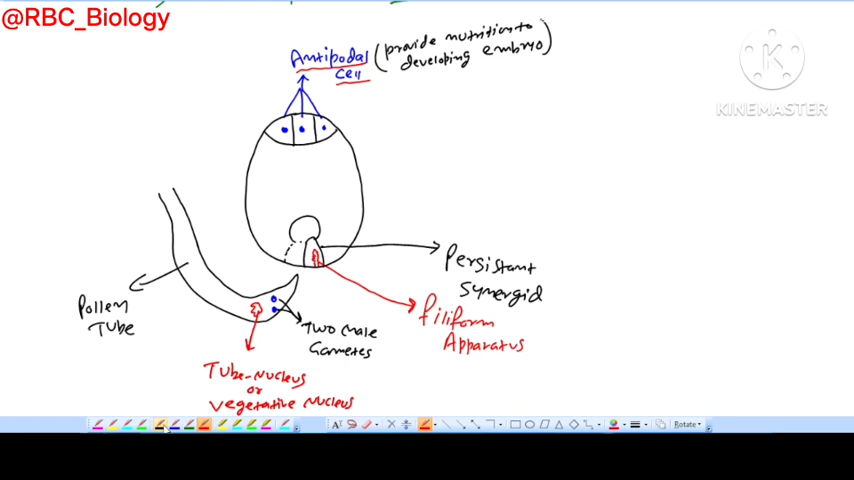 @RBC_Biology
Antipodal (provide nutrition to
cell developing embryo)
KINEMASTER
Persistant
Synergid
Pollen
Tube
filiform
Apparatus
Two Male
Gametes
Tube-Nucleus
or
Vegetative Nucleus
Rotate